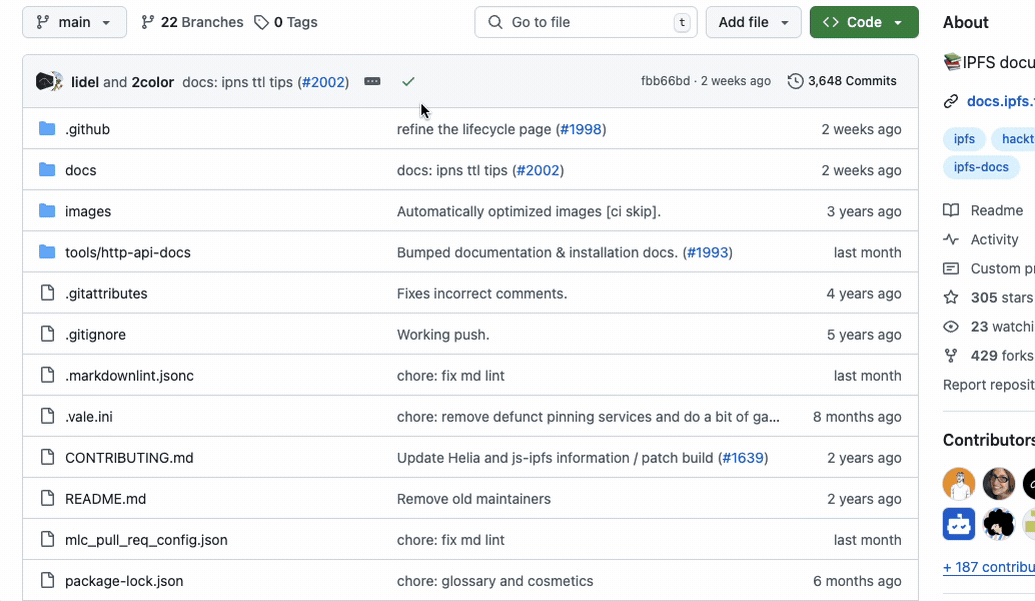 main 22 Branches 0 Tags Go to file t Add file <> Code
lidel and 2color docs: ipns ttl tips (#2002) fbb66bd · 2 weeks ago 3,648 Commits
.github refine the lifecycle page (#1998) 2 weeks ago
docs docs: ipns ttl tips (#2002) 2 weeks ago
images Automatically optimized images [ci skip]. 3 years ago
tools/http-api-docs Bumped documentation & installation docs. (#1993) last month
.gitattributes Fixes incorrect comments. 4 years ago
.gitignore Working push. 5 years ago
.markdownlint.jsonc chore: fix md lint last month
.vale.ini chore: remove defunct pinning services and do a bit of ga... 8 months ago
CONTRIBUTING.md Update Helia and js-ipfs information / patch build (#1639) 2 years ago
README.md Remove old maintainers 2 years ago
mlc_pull_req_config.json chore: fix md lint last month
package-lock.json chore: glossary and cosmetics 6 months ago
About
IPFS docu
docs.ipfs.
ipfs hackt
ipfs-docs
Readme
Activity
Custom pr
305 stars
23 watchi
429 forks
Report reposit
Contributors
+ 187 contribu